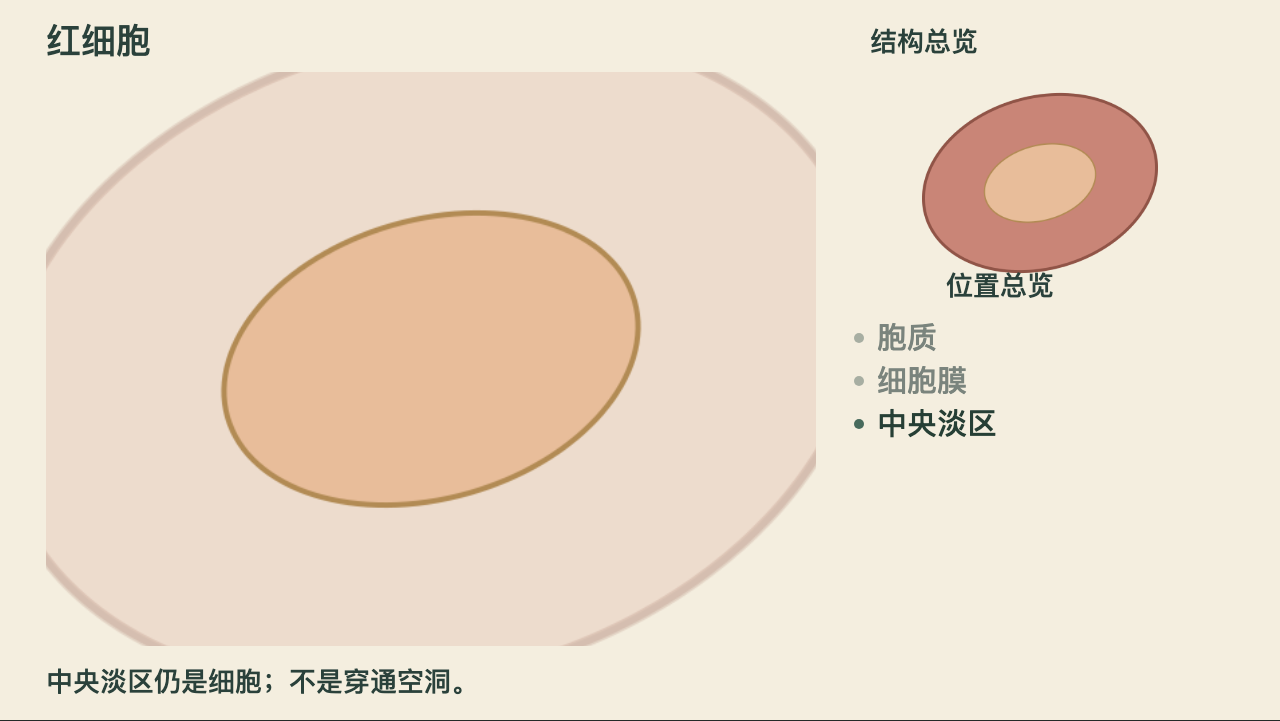 红细胞
结构总览
位置总览
胞质
细胞膜
中央淡区
中央淡区仍是细胞；不是穿通空洞。